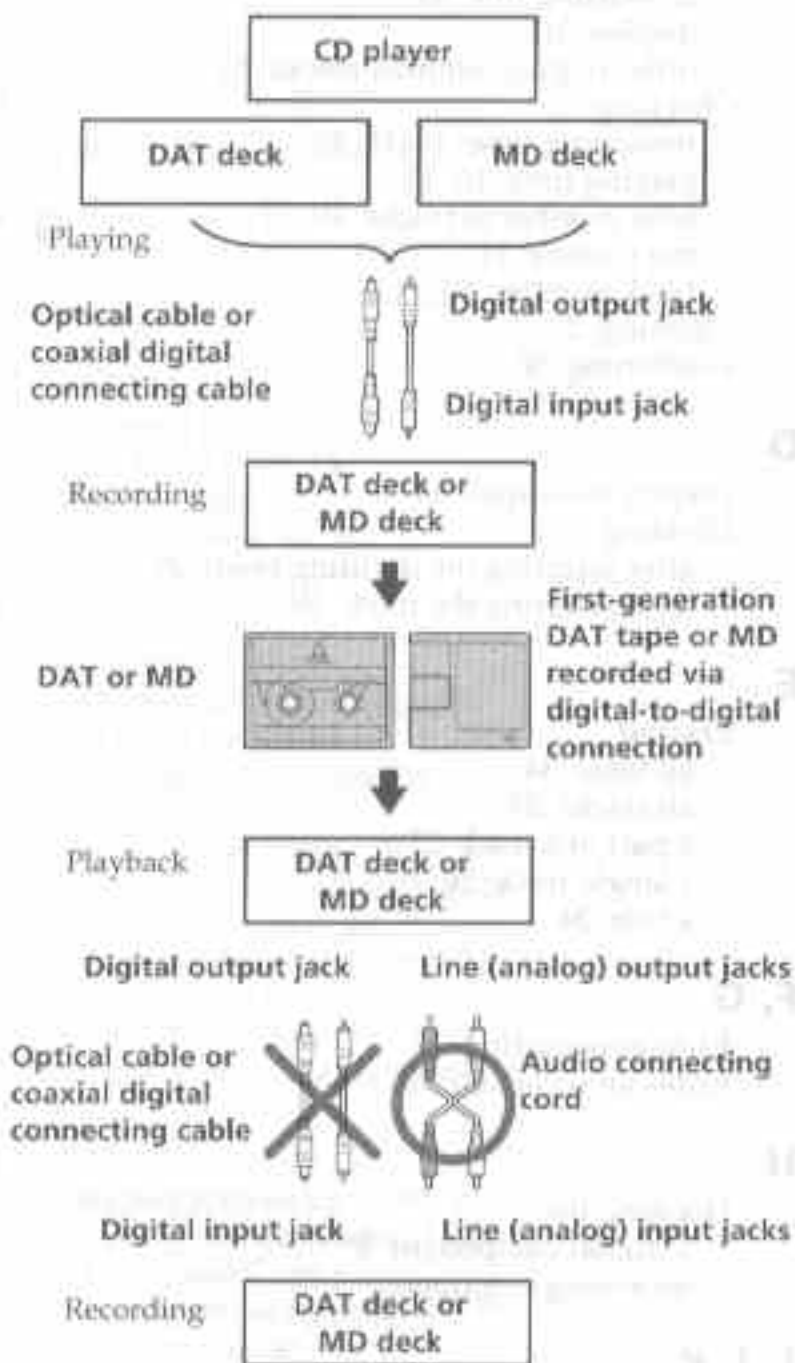 CD player
DAT deck
MD deck
Playing
Optical cable or
coaxial digital
connecting cable
Digital output jack
Digital input jack
Recording
DAT deck or
MD deck
DAT or MD
First-generation
DAT tape or MD
recorded via
digital-to-digital
connection
Playback
DAT deck or
MD deck
Digital output jack
Line (analog) output jacks
Optical cable or
coaxial digital
connecting cable
Audio connecting
cord
Digital input jack
Line (analog) input jacks
Recording
DAT deck or
MD deck